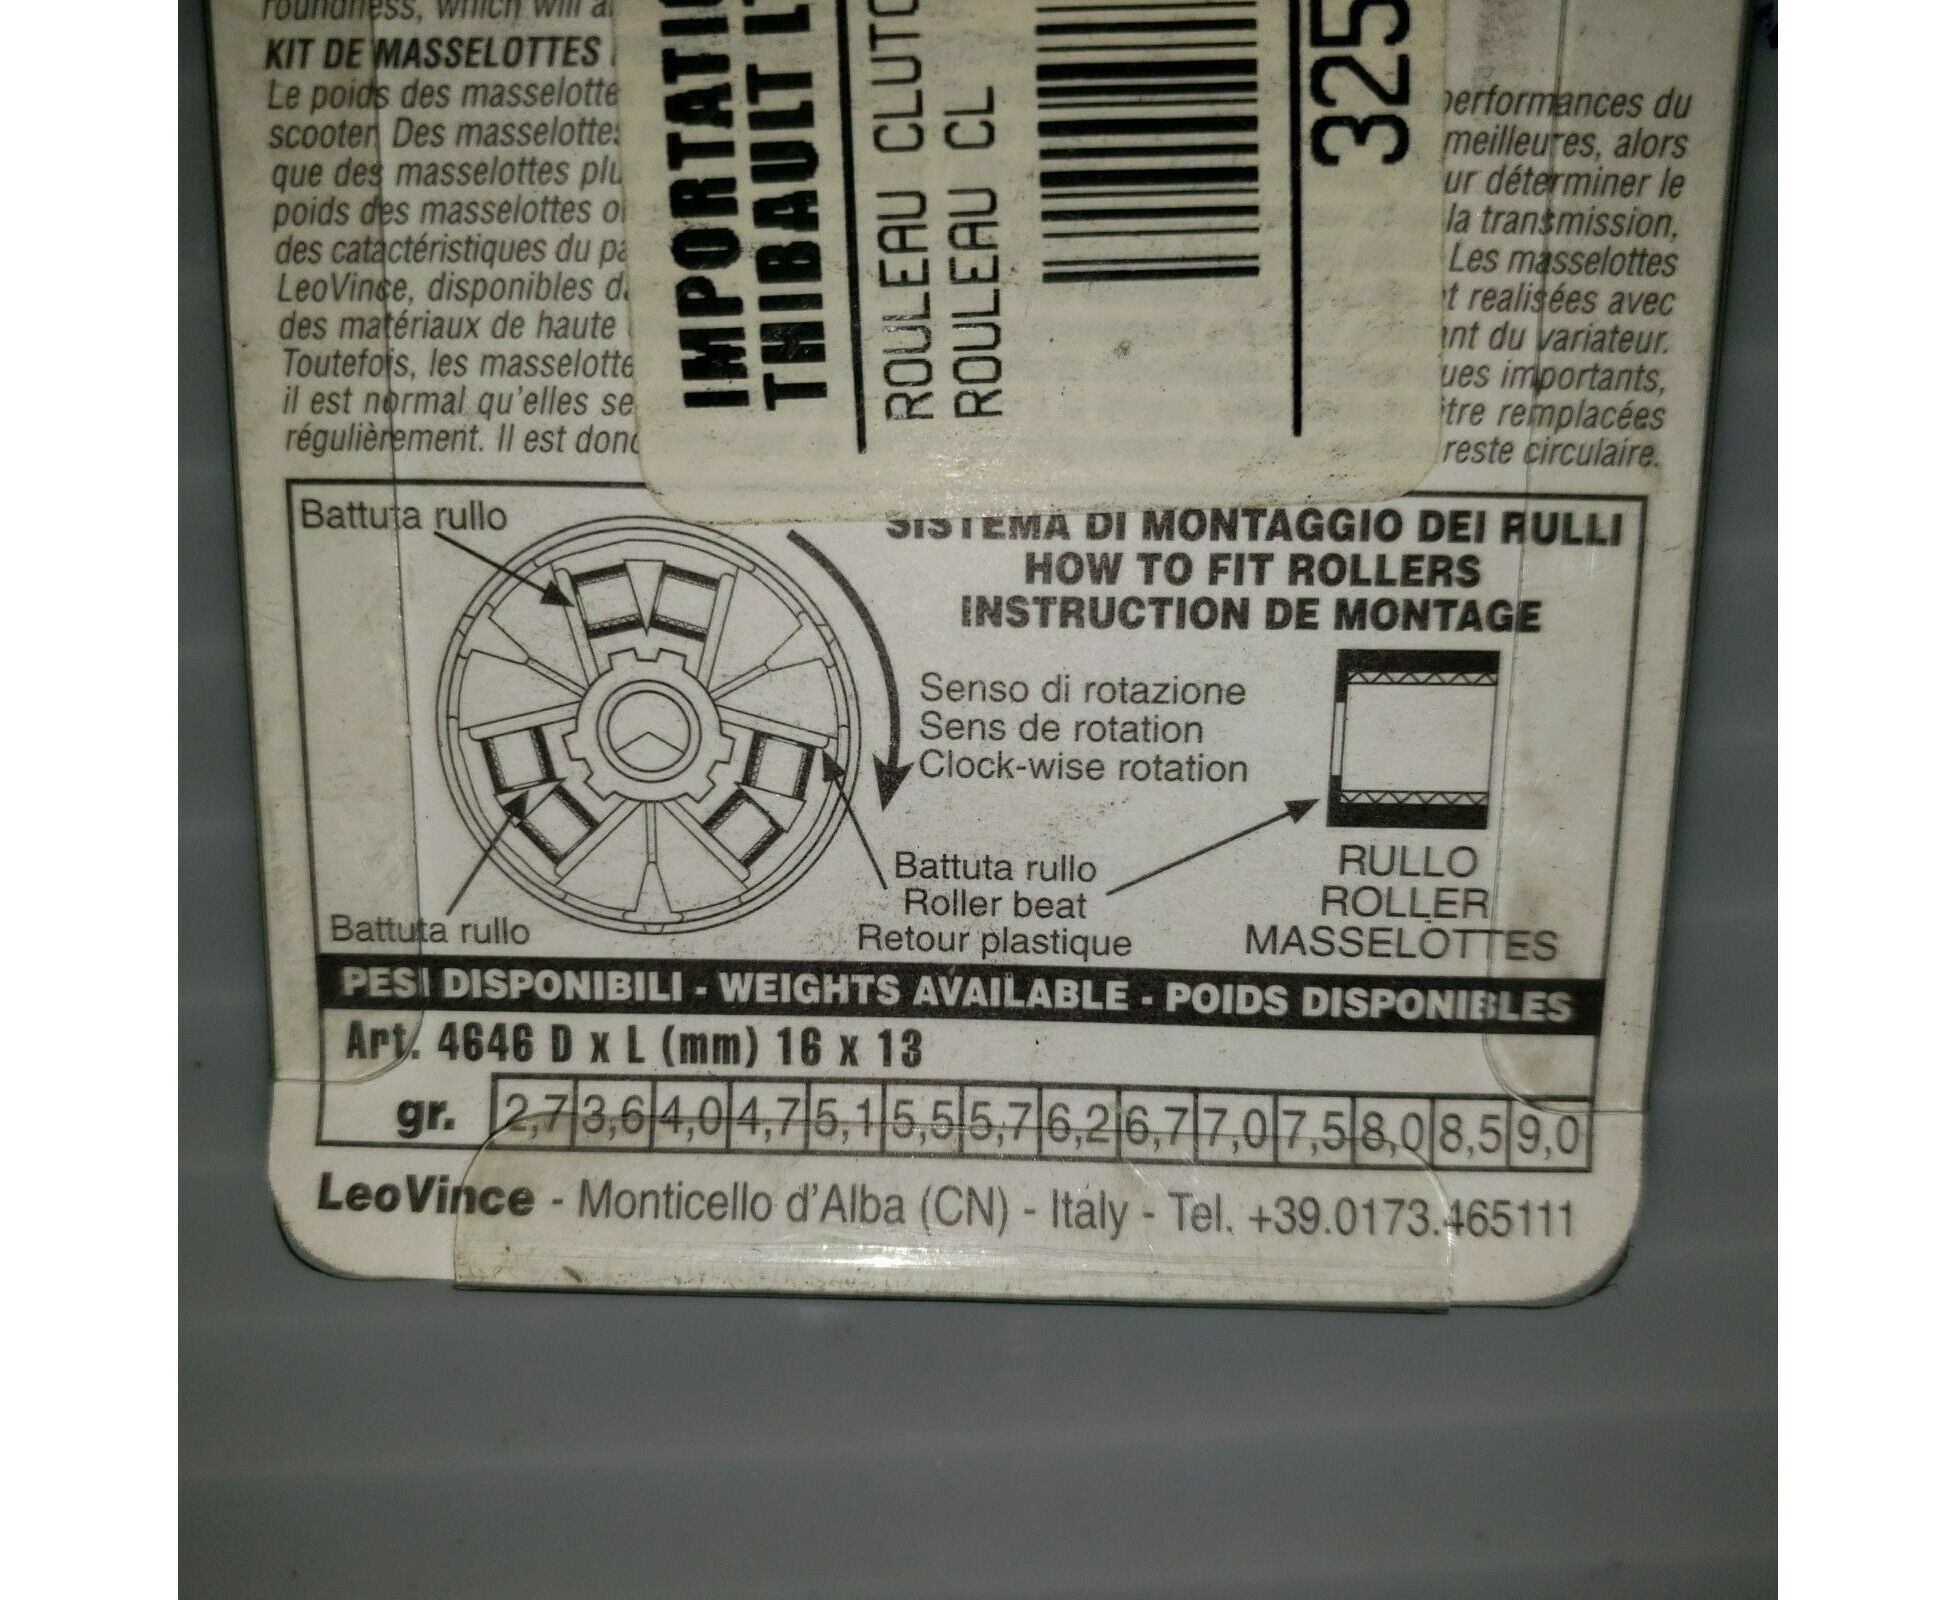 roundness, which will
KIT DE MASSELOTTES
Le poids des masselotte performances du
scooter. Des masselottes meilleures, alors
que des masselottes plu ur déterminer le
poids des masselottes la transmission,
des catactéristiques du Les masselottes
LeoVince, disponibles t realisées avec
des matériaux de haute nt du variateur.
Toutefois, les masselotte ues importants,
il est normal qu'elles se tre remplacées
régulièrement. Il est donc reste circulaire.
IMPORTATI
THIBAULT LT
ROULEAU CLUTC
ROULEAU CL
325
Battuta rullo
SISTEMA DI MONTAGGIO DEI RULLI
HOW TO FIT ROLLERS
INSTRUCTION DE MONTAGE
Senso di rotazione
Sens de rotation
Clock-wise rotation
Battuta rullo
Roller beat
Retour plastique
RULLO
ROLLER
MASSELOTTES
Battuta rullo
PESI DISPONIBILI - WEIGHTS AVAILABLE - POIDS DISPONIBLES
Art. 4646 D x L (mm) 16 x 13
gr. 2,7 3,6 4,0 4,7 5,1 5,5 5,7 6,2 6,7 7,0 7,5 8,0 8,5 9,0
LeoVince - Monticello d'Alba (CN) - Italy - Tel. +39.0173.465111